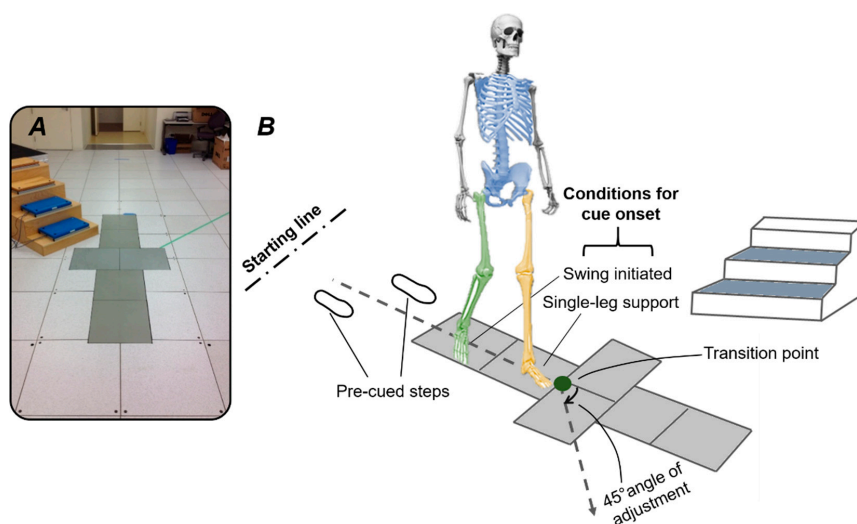 A
B
Starting line
Conditions for
cue onset
Swing initiated
Single-leg support
Transition point
Pre-cued steps
45°angle of
adjustment